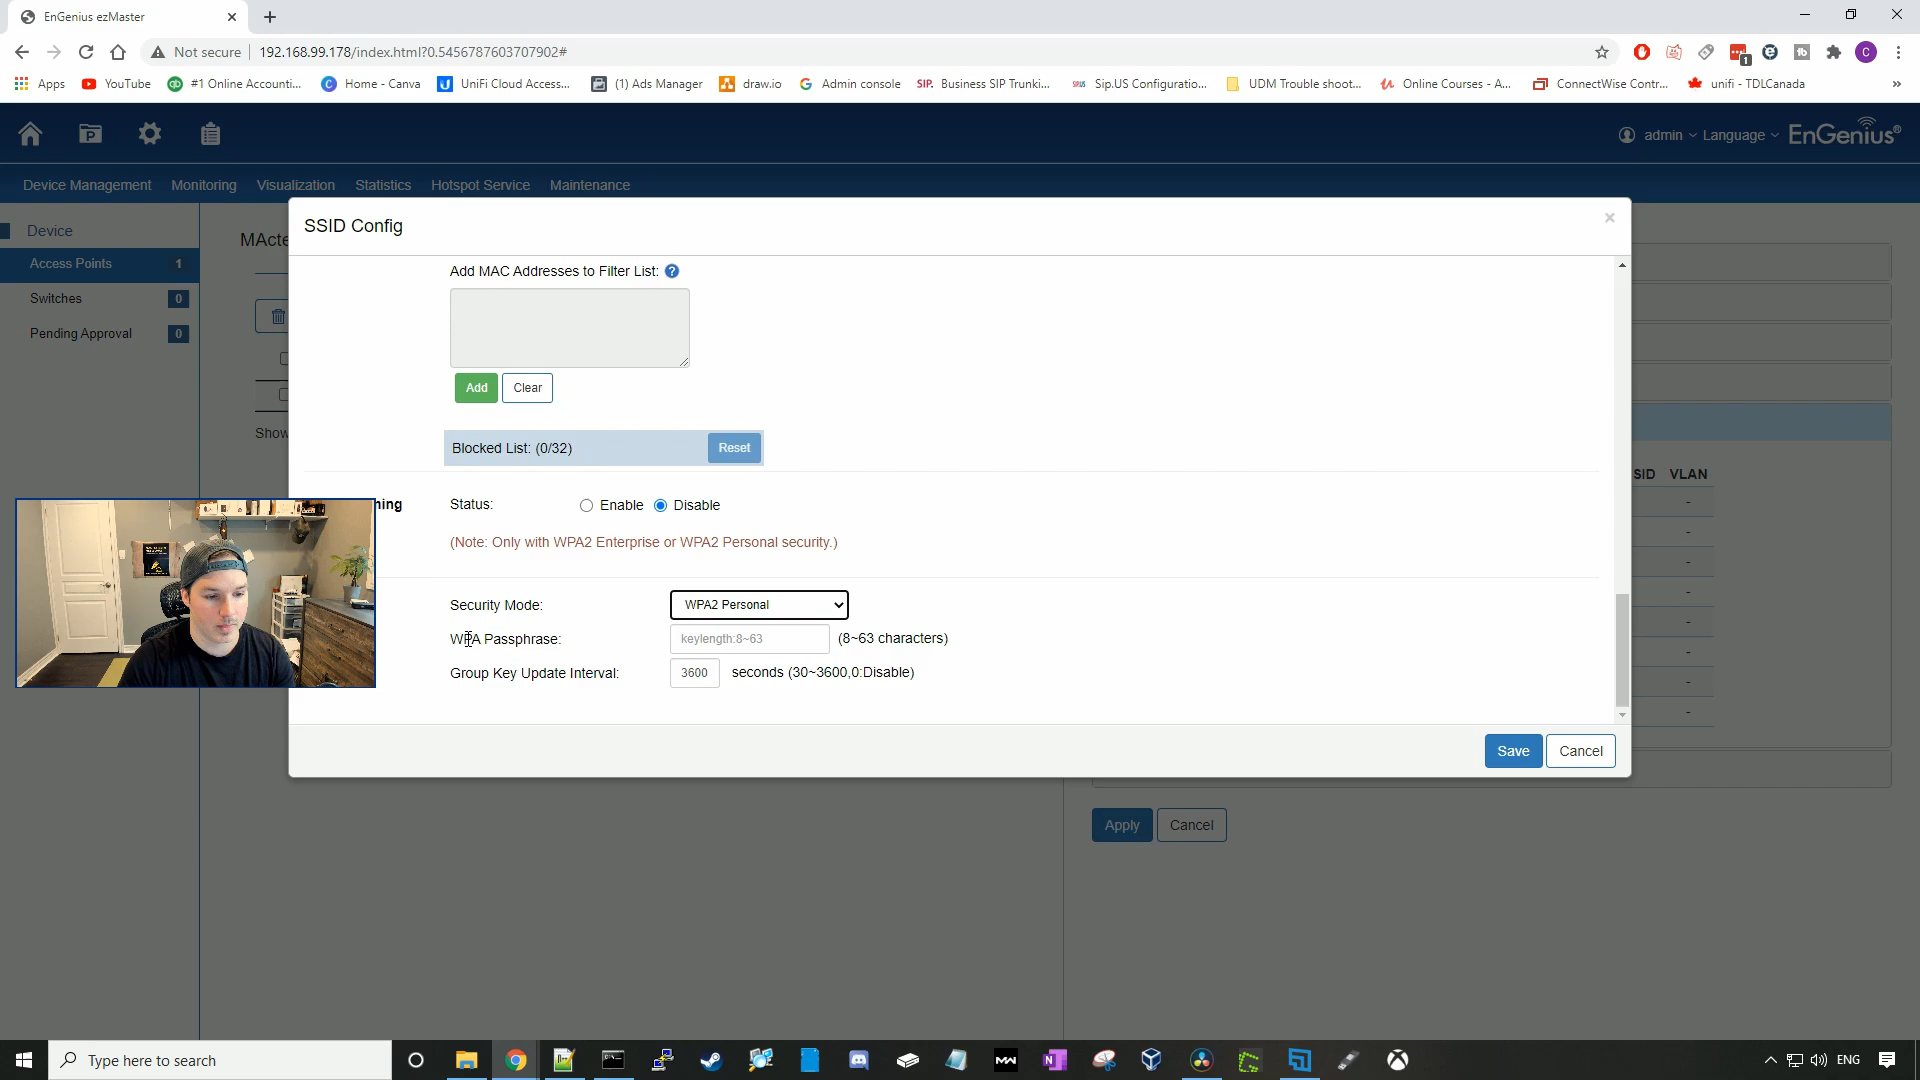 EnGenius ezMaster
Not secure 192.168.99.178/index.html?0.5456787603707902#
Apps YouTube #1 Online Accounti... Home - Canva UniFi Cloud Access... (1) Ads Manager draw.io Admin console SIP. Business SIP Trunki... Sip.US Configuratio... UDM Trouble shoot... Online Courses - A... ConnectWise Contr... unifi - TDLCanada
admin Language EnGenius®
Device Management Monitoring Visualization Statistics Hotspot Service Maintenance
Device
Access Points 1
Switches 0
Pending Approval 0
MActe
Show
SSID Config
Add MAC Addresses to Filter List:
Add Clear
Blocked List: (0/32) Reset
ning Status: Enable Disable
(Note: Only with WPA2 Enterprise or WPA2 Personal security.)
Security Mode: WPA2 Personal
WPA Passphrase: keylength:8~63 (8~63 characters)
Group Key Update Interval: 3600 seconds (30~3600,0:Disable)
Save Cancel
SID VLAN
-
-
-
-
-
-
-
-
Apply Cancel
Type here to search
ENG